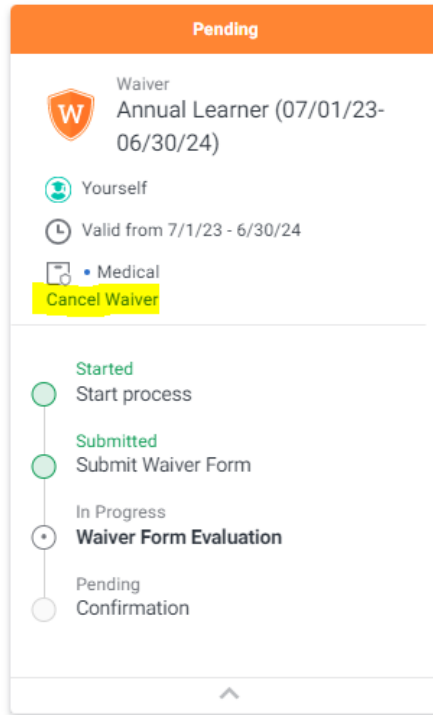 Pending
W
Waiver
Annual Learner (07/01/23-
06/30/24)
Yourself
Valid from 7/1/23 - 6/30/24
• Medical
Cancel Waiver
Started
Start process
Submitted
Submit Waiver Form
In Progress
Waiver Form Evaluation
Pending
Confirmation